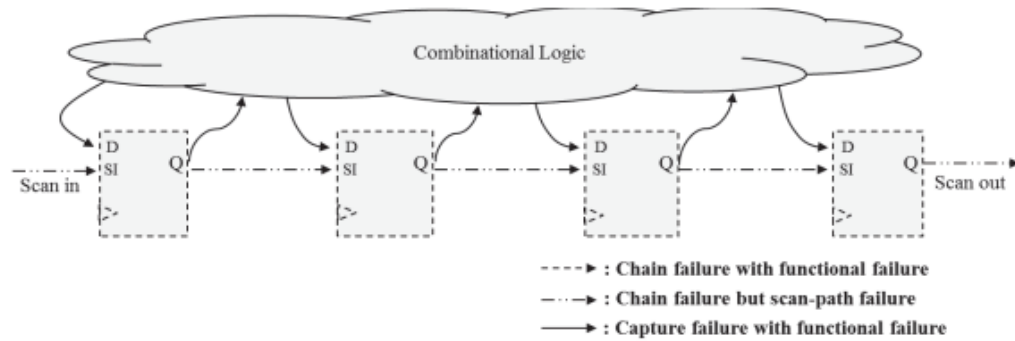 Combinational Logic
D
SI
Q
D
SI
Q
D
SI
Q
D
SI
Q
Scan in
Scan out
: Chain failure with functional failure
: Chain failure but scan-path failure
: Capture failure with functional failure